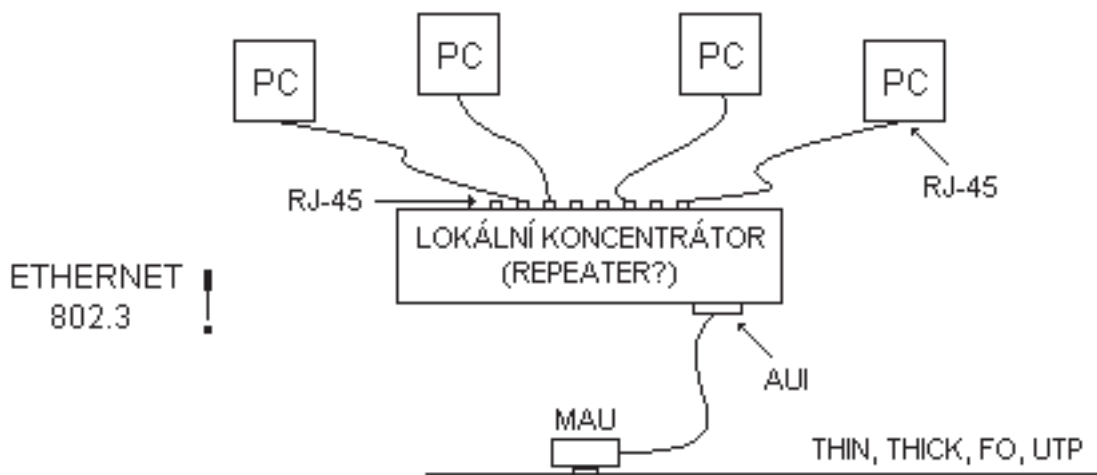 PC
PC
PC
PC
RJ-45
RJ-45
LOKÁLNÍ KONCENTRÁTOR
(REPEATER?)
ETHERNET !
802.3
AUI
MAU
THIN, THICK, FO, UTP